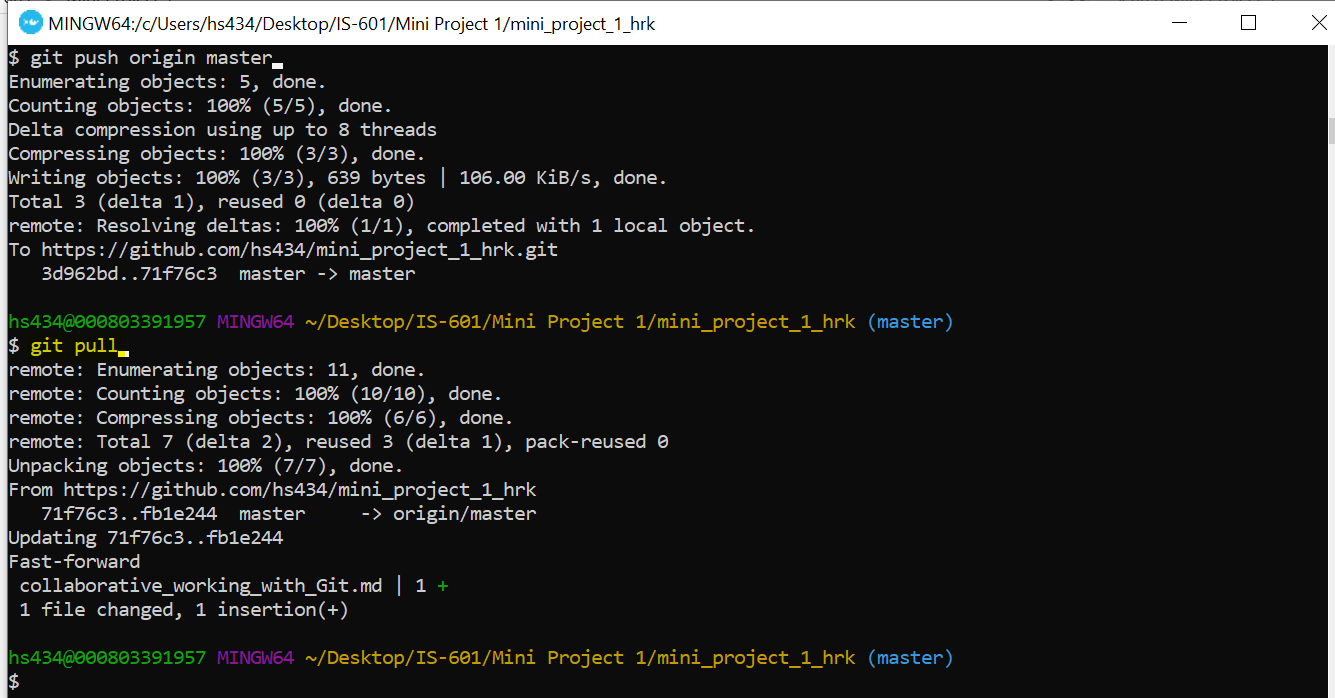 MINGW64:/c/Users/hs434/Desktop/IS-601/Mini Project 1/mini_project_1_hrk
$ git push origin master
Enumerating objects: 5, done.
Counting objects: 100% (5/5), done.
Delta compression using up to 8 threads
Compressing objects: 100% (3/3), done.
Writing objects: 100% (3/3), 639 bytes | 106.00 KiB/s, done.
Total 3 (delta 1), reused 0 (delta 0)
remote: Resolving deltas: 100% (1/1), completed with 1 local object.
To https://github.com/hs434/mini_project_1_hrk.git
   3d962bd..71f76c3  master -> master
hs434@000803391957 MINGW64 ~/Desktop/IS-601/Mini Project 1/mini_project_1_hrk (master)
$ git pull
remote: Enumerating objects: 11, done.
remote: Counting objects: 100% (10/10), done.
remote: Compressing objects: 100% (6/6), done.
remote: Total 7 (delta 2), reused 3 (delta 1), pack-reused 0
Unpacking objects: 100% (7/7), done.
From https://github.com/hs434/mini_project_1_hrk
   71f76c3..fb1e244  master     -> origin/master
Updating 71f76c3..fb1e244
Fast-forward
 collaborative_working_with_Git.md | 1 +
 1 file changed, 1 insertion(+)
hs434@000803391957 MINGW64 ~/Desktop/IS-601/Mini Project 1/mini_project_1_hrk (master)
$